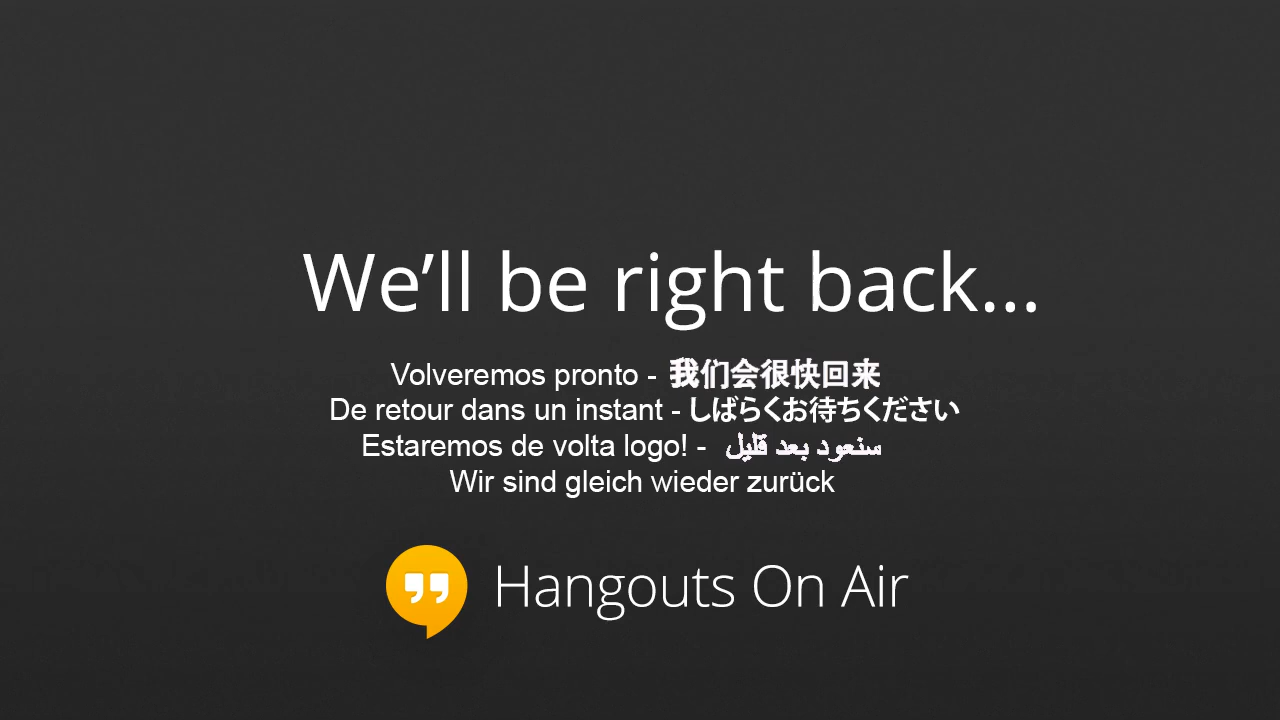 We’ll be right back...
Volveremos pronto - 我们会很快回来
De retour dans un instant - しばらくお待ちください
Estaremos de volta logo! - سنعود بعد قليل
Wir sind gleich wieder zurück
Hangouts On Air